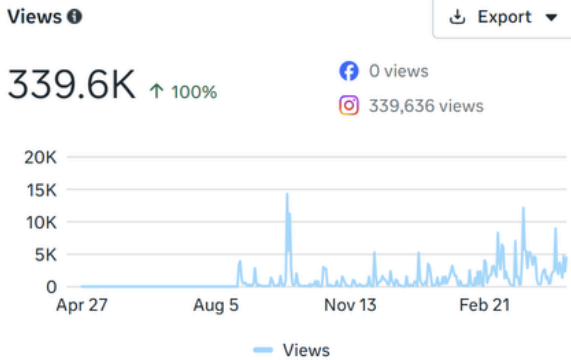 Views
Export
339.6K ↑ 100%
0 views
339,636 views
20K
15K
10K
5K
0
Apr 27 Aug 5 Nov 13 Feb 21
Views